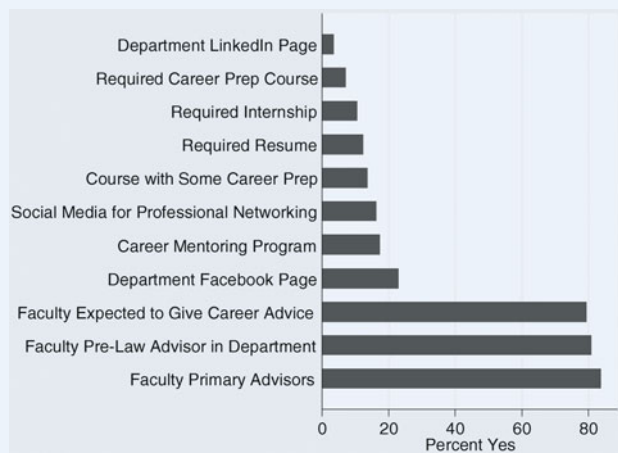 Department LinkedIn Page
Required Career Prep Course
Required Internship
Required Resume
Course with Some Career Prep
Social Media for Professional Networking
Career Mentoring Program
Department Facebook Page
Faculty Expected to Give Career Advice
Faculty Pre-Law Advisor in Department
Faculty Primary Advisors
0 20 40 60 80
Percent Yes